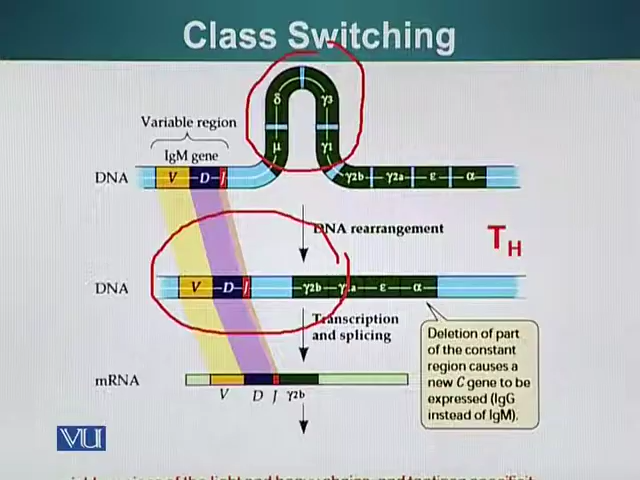 Class Switching
Variable region
IgM gene
δ γ3
μ γ1
DNA V D J γ2b γ2a ε α
DNA rearrangement
TH
DNA V D J γ2b ε α
Transcription
and splicing
Deletion of part
of the constant
region causes a
new C gene to be
expressed (IgG
instead of IgM).
mRNA
V D J γ2b
VU